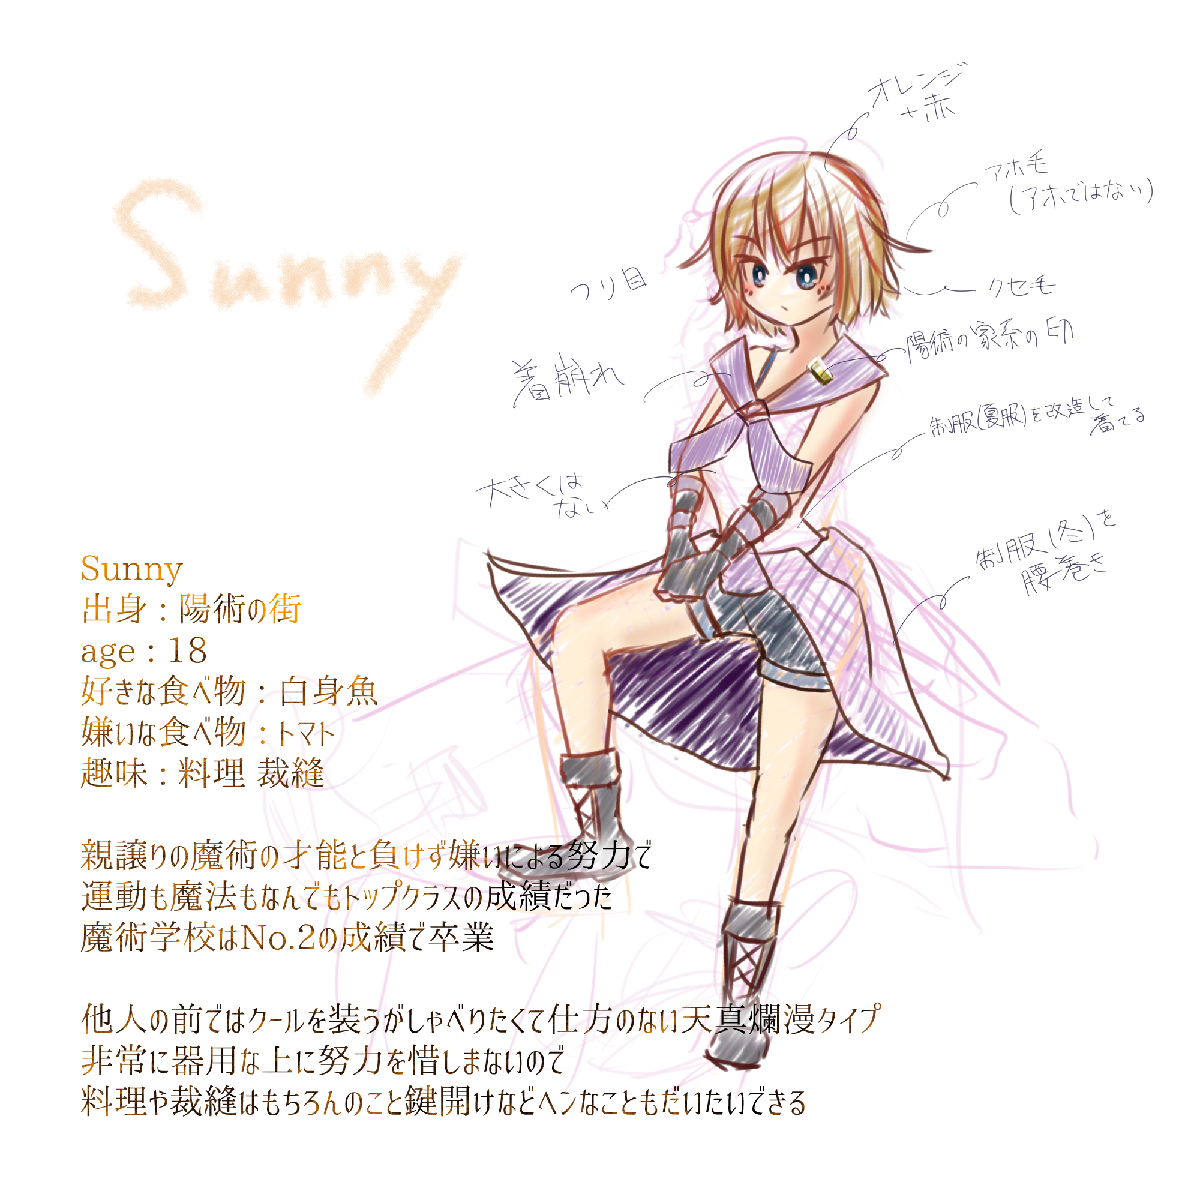 Sunny
オレンジ
+赤
アホ毛
(アホではない)
ツリ目
クセ毛
陽術の家系の印
着崩れ
制服(夏服)を改造して
着てる
大きくは
ない
制服(冬)を
腰巻き
Sunny
出身：陽術の街
age：18
好きな食べ物：白身魚
嫌いな食べ物：トマト
趣味：料理 裁縫
親譲りの魔術の才能と負けず嫌いによる努力で
運動も魔法もなんでもトップクラスの成績だった
魔術学校はNo.2の成績で卒業
他人の前ではクールを装うがしゃべりたくて仕方のない天真爛漫タイプ
非常に器用な上に努力を惜しまないので
料理や裁縫はもちろんのこと鍵開けなどヘンなこともだいたいできる